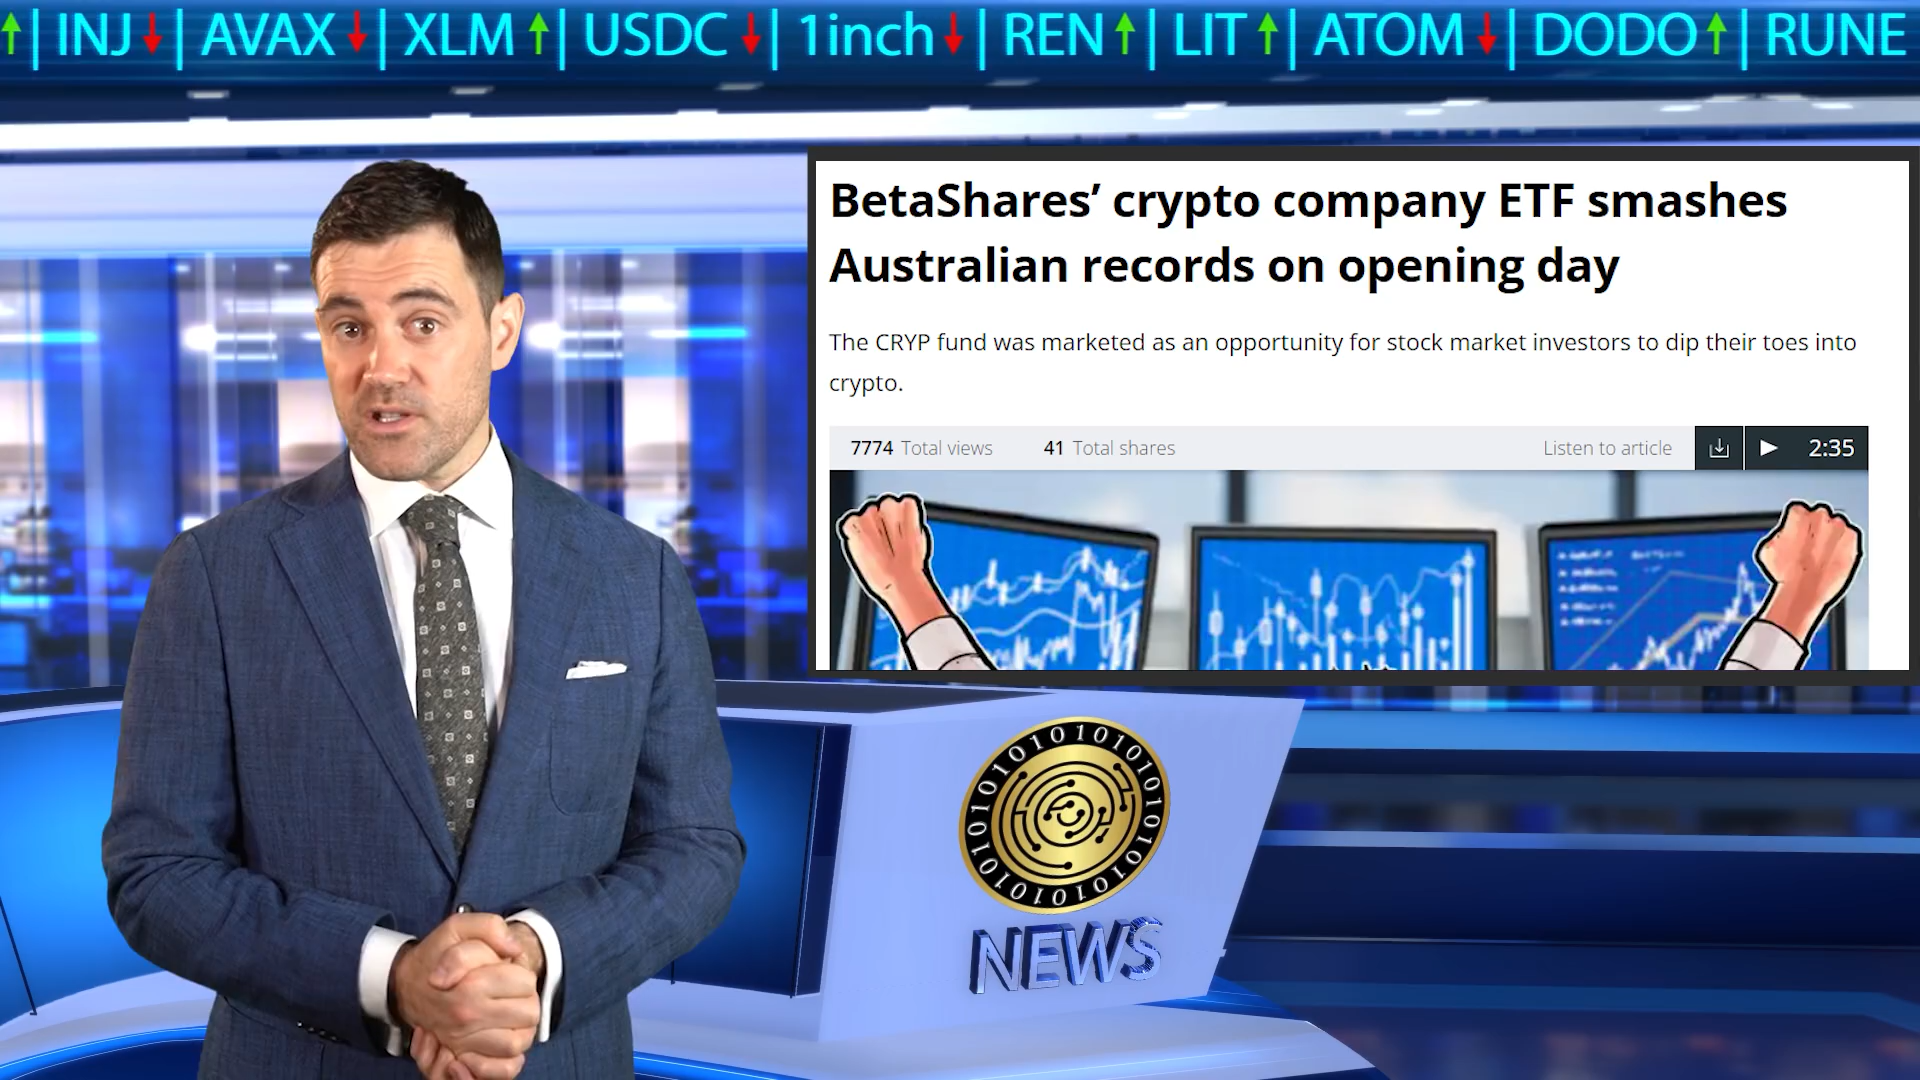 INJ | AVAX | XLM | USDC | 1inch | REN | LIT | ATOM | DODO | RUNE
BetaShares’ crypto company ETF smashes
Australian records on opening day
The CRYP fund was marketed as an opportunity for stock market investors to dip their toes into
crypto.
7774 Total views 41 Total shares Listen to article 2:35
NEWS